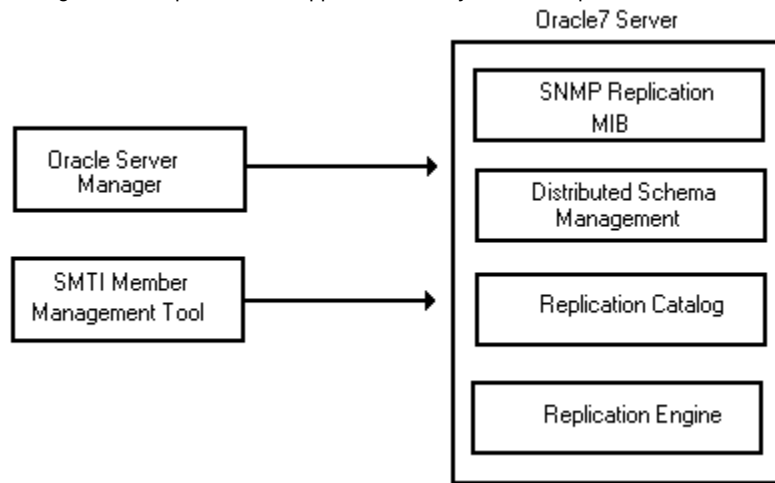 Oracle7 Server
SNMP Replication
MIB
Oracle Server
Manager
Distributed Schema
Management
SMTI Member
Management Tool
Replication Catalog
Replication Engine